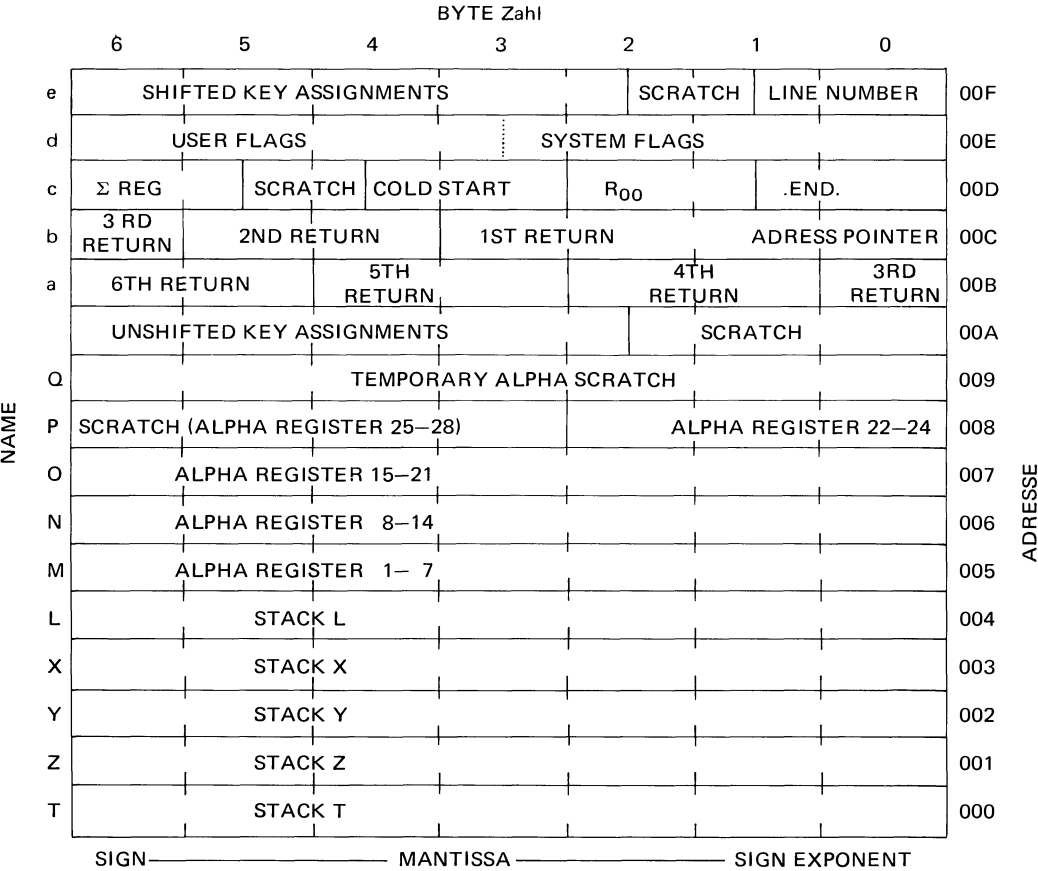 BYTE Zahl
6 5 4 3 2 1 0
e SHIFTED KEY ASSIGNMENTS SCRATCH LINE NUMBER 00F
d USER FLAGS SYSTEM FLAGS 00E
c Σ REG SCRATCH COLD START R00 .END. 00D
b 3 RD RETURN 2ND RETURN 1ST RETURN ADRESS POINTER 00C
a 6TH RETURN 5TH RETURN 4TH RETURN 3RD RETURN 00B
UNSHIFTED KEY ASSIGNMENTS SCRATCH 00A
Q TEMPORARY ALPHA SCRATCH 009
P SCRATCH (ALPHA REGISTER 25–28) ALPHA REGISTER 22–24 008
O ALPHA REGISTER 15–21 007
N ALPHA REGISTER 8–14 006
M ALPHA REGISTER 1– 7 005
L STACK L 004
X STACK X 003
Y STACK Y 002
Z STACK Z 001
T STACK T 000
SIGN MANTISSA SIGN EXPONENT
NAME
ADRESSE